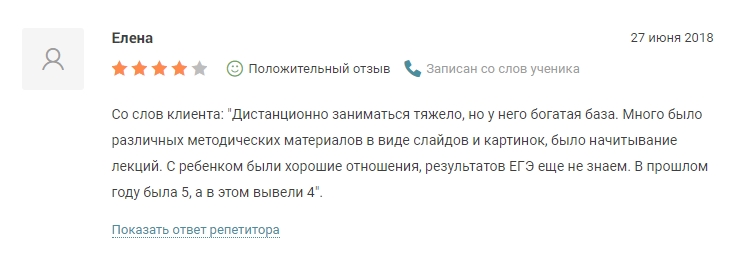 Елена
27 июня 2018
Положительный отзыв
Записан со слов ученика
Со слов клиента: "Дистанционно заниматься тяжело, но у него богатая база. Много было
различных методических материалов в виде слайдов и картинок, было начитывание
лекций. С ребенком были хорошие отношения, результатов ЕГЭ еще не знаем. В прошлом
году была 5, а в этом вывели 4".
Показать ответ репетитора